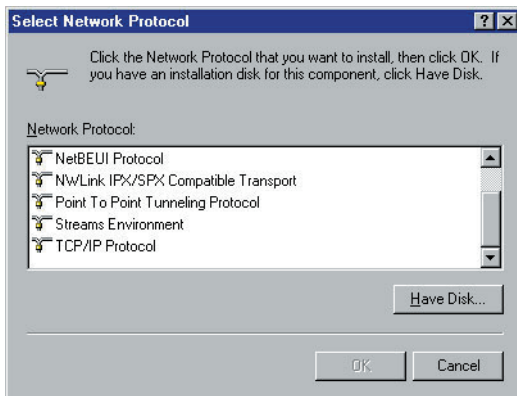 Select Network Protocol
Click the Network Protocol that you want to install, then click OK. If
you have an installation disk for this component, click Have Disk.
Network Protocol:
NetBEUI Protocol
NWLink IPX/SPX Compatible Transport
Point To Point Tunneling Protocol
Streams Environment
TCP/IP Protocol
Have Disk...
OK
Cancel